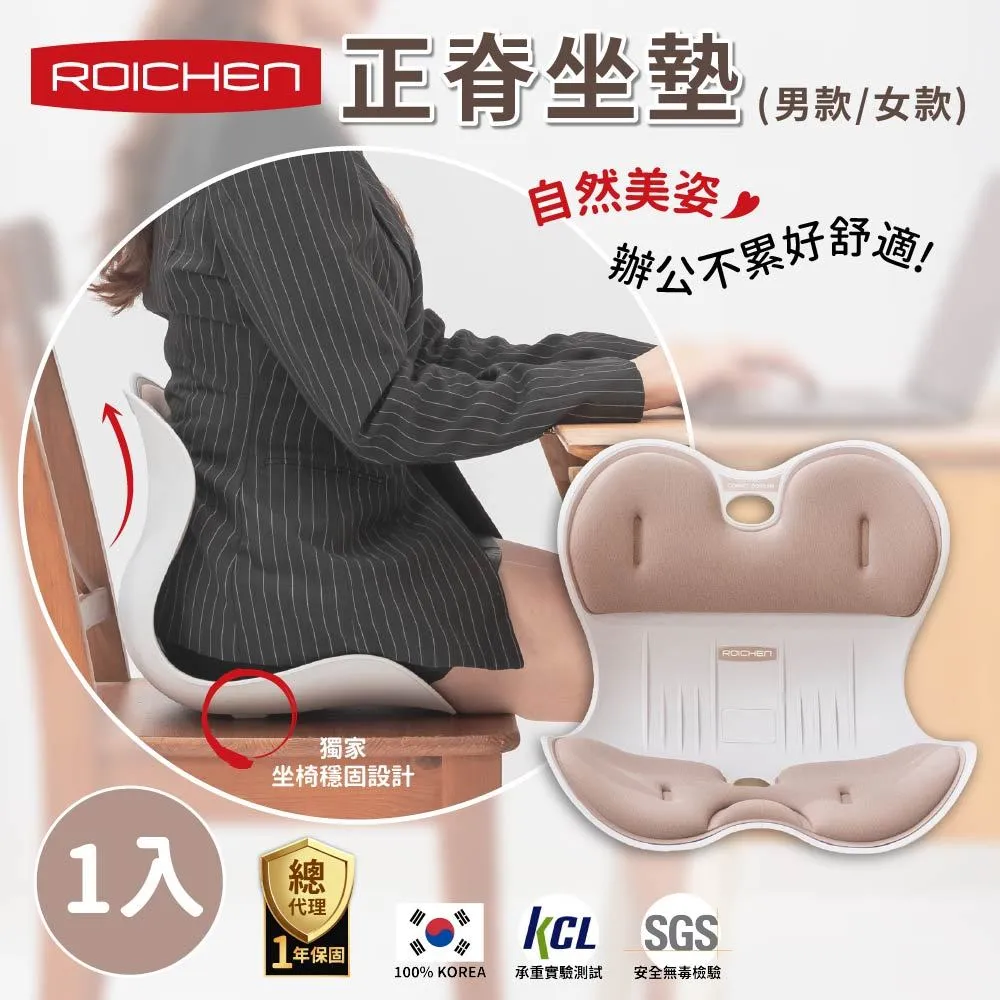 ROICHEN
正脊坐墊
(男款/女款)
自然美姿
辦公不累好舒適!
ROICHEN
獨家
坐椅穩固設計
1入
總
代理
1年保固
100% KOREA
KCL
承重實驗測試
SGS
安全無毒檢驗